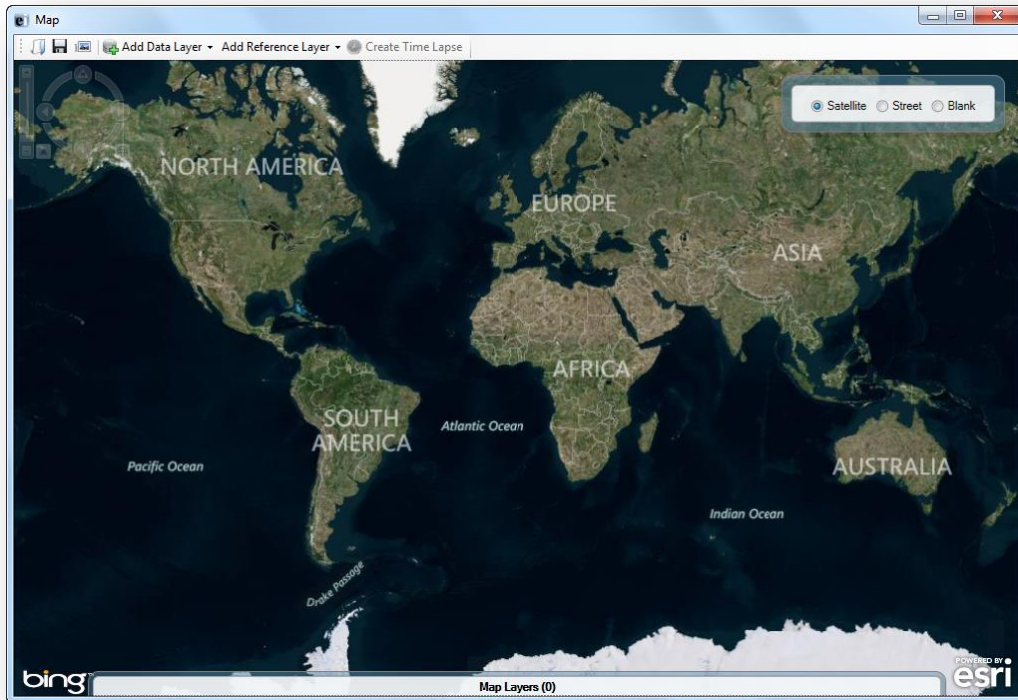 Map
Add Data Layer
Add Reference Layer
Create Time Lapse
Satellite
Street
Blank
NORTH AMERICA
EUROPE
ASIA
AFRICA
SOUTH
AMERICA
Atlantic Ocean
Pacific Ocean
AUSTRALIA
Indian Ocean
Drake Passage
bing
Map Layers (0)
POWERED BY
esri